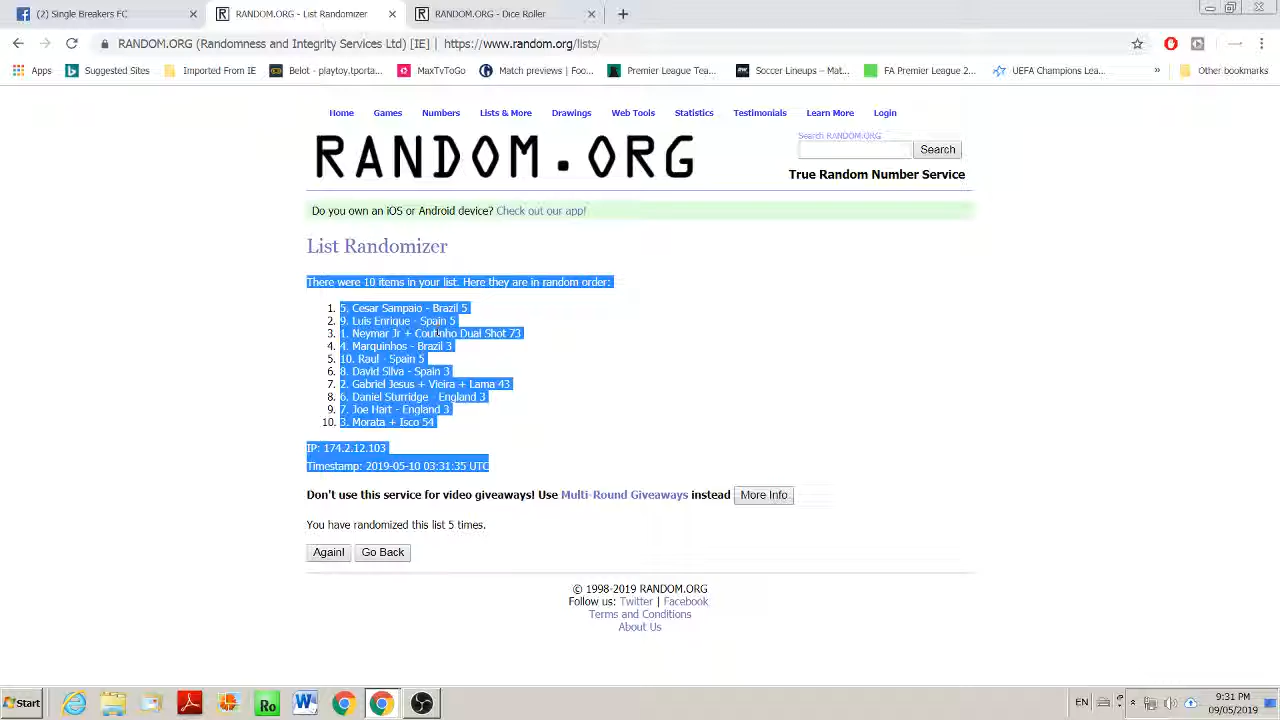 (2) Single Breakers FC
RANDOM.ORG - List Randomizer
RANDOM.ORG - Dice Roller
RANDOM.ORG (Randomness and Integrity Services Ltd) [IE] | https://www.random.org/lists/
Apps
Suggested Sites
Imported From IE
Belot - playtoy.tporta...
MaxTvToGo
Match previews | Foo...
Premier League Tea...
Soccer Lineups – Mat...
FA Premier League 2...
UEFA Champions Lea...
»
Other bookmarks
Home Games Numbers Lists & More Drawings Web Tools Statistics Testimonials Learn More Login
RANDOM.ORG
Search RANDOM.ORG
Search
True Random Number Service
Do you own an iOS or Android device? Check out our app!
List Randomizer
There were 10 items in your list. Here they are in random order:
1. 5. Cesar Sampaio - Brazil 5
2. 9. Luis Enrique - Spain 5
3. 1. Neymar Jr + Coutinho Dual Shot 73
4. 4. Marquinhos - Brazil 3
5. 10. Raul - Spain 5
6. 8. David Silva - Spain 3
7. 2. Gabriel Jesus + Vieira + Lama 43
8. 6. Daniel Sturridge - England 3
9. 7. Joe Hart - England 3
10. 3. Morata + Isco 54
IP: 174.2.12.103
Timestamp: 2019-05-10 03:31:35 UTC
Don't use this service for video giveaways! Use Multi-Round Giveaways instead More Info
You have randomized this list 5 times.
Again! Go Back
© 1998-2019 RANDOM.ORG
Follow us: Twitter | Facebook
Terms and Conditions
About Us
Start
Ro
EN
9:31 PM
09/05/2019